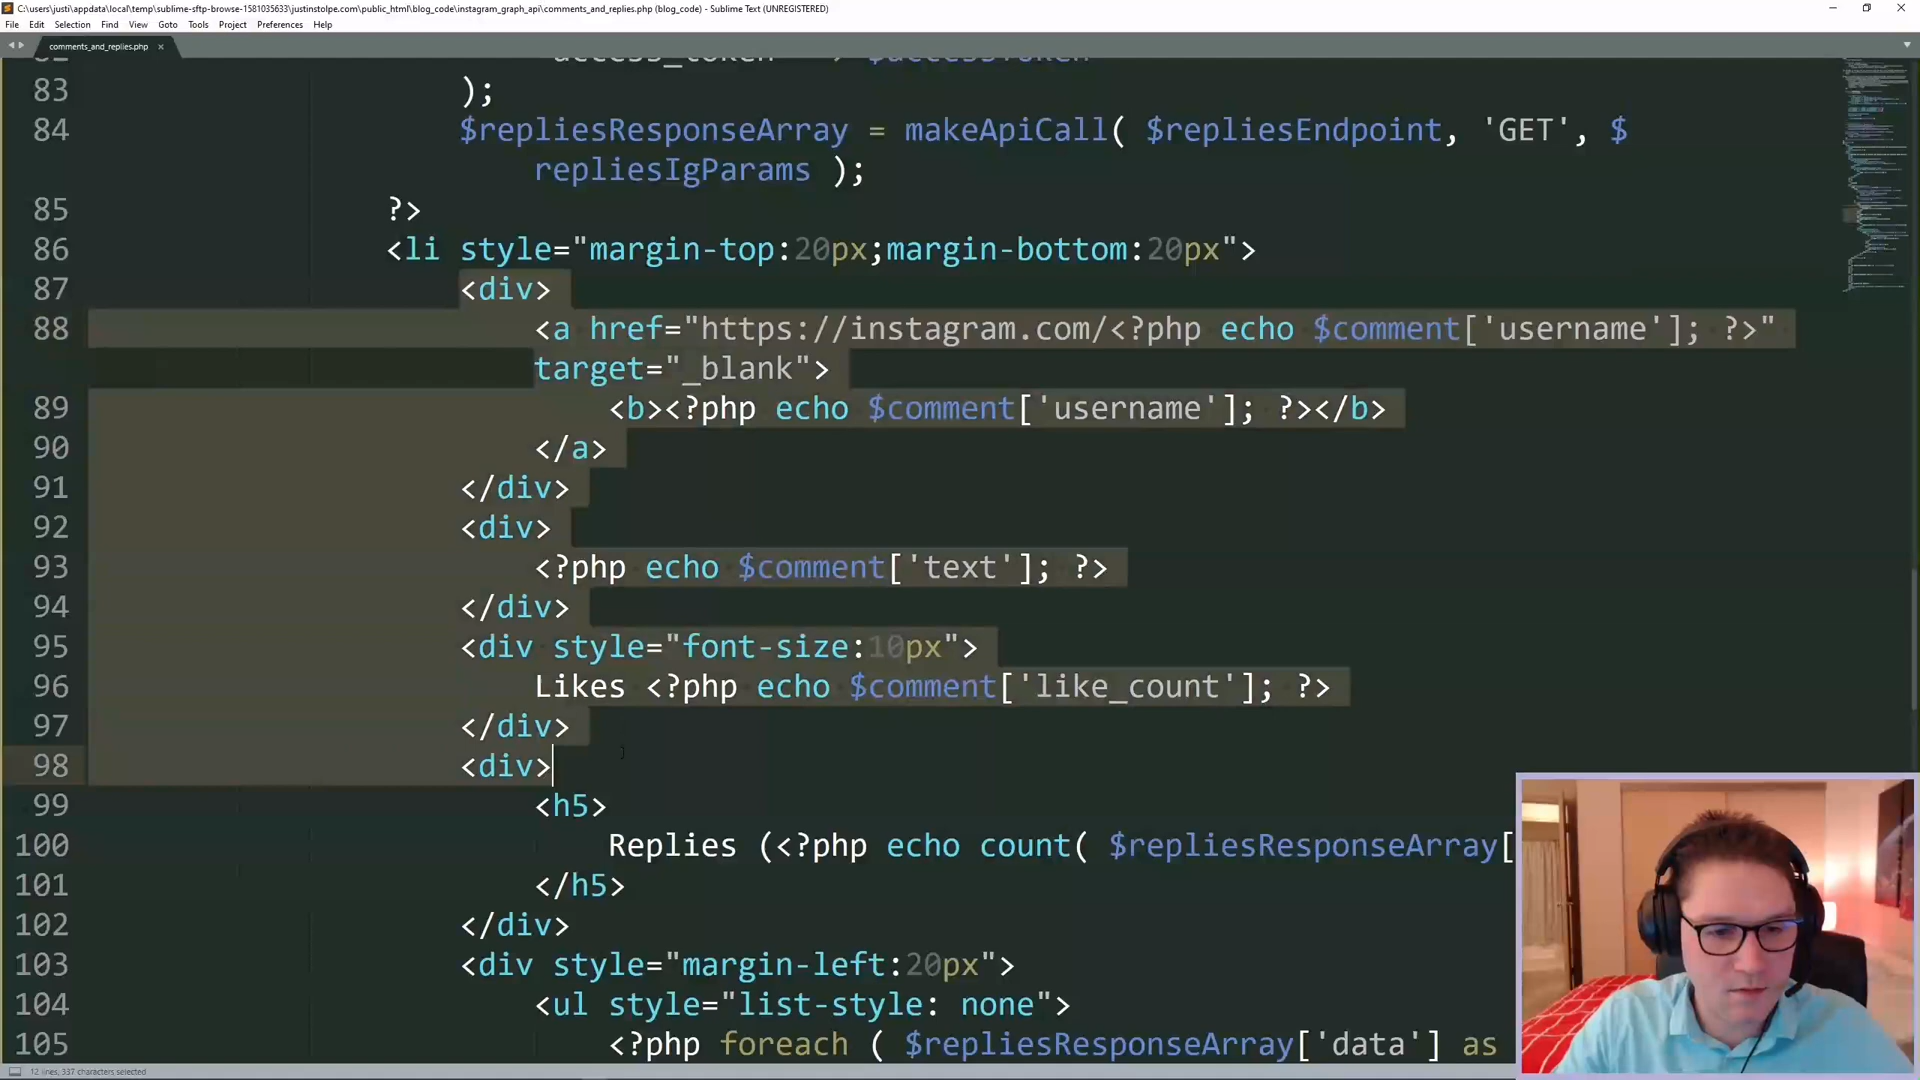 C:\users\justi\appdata\local\temp\sublime-sftp-browse-1581035633\justinstolpe.com\public_html\blog_code\instagram_graph_api\comments_and_replies.php (blog_code) - Sublime Text (UNREGISTERED)
File Edit Selection Find View Goto Tools Project Preferences Help
comments_and_replies.php
83 );
84 $repliesResponseArray = makeApiCall( $repliesEndpoint, 'GET', $
repliesIgParams );
85 ?>
86 <li style="margin-top:20px;margin-bottom:20px">
87 <div>
88 <a href="https://instagram.com/<?php echo $comment['username']; ?>"
target="_blank">
89 <b><?php echo $comment['username']; ?></b>
90 </a>
91 </div>
92 <div>
93 <?php echo $comment['text']; ?>
94 </div>
95 <div style="font-size:10px">
96 Likes <?php echo $comment['like_count']; ?>
97 </div>
98 <div>
99 <h5>
100 Replies (<?php echo count( $repliesResponseArray[
101 </h5>
102 </div>
103 <div style="margin-left:20px">
104 <ul style="list-style: none">
105 <?php foreach ( $repliesResponseArray['data'] as
12 lines, 337 characters selected